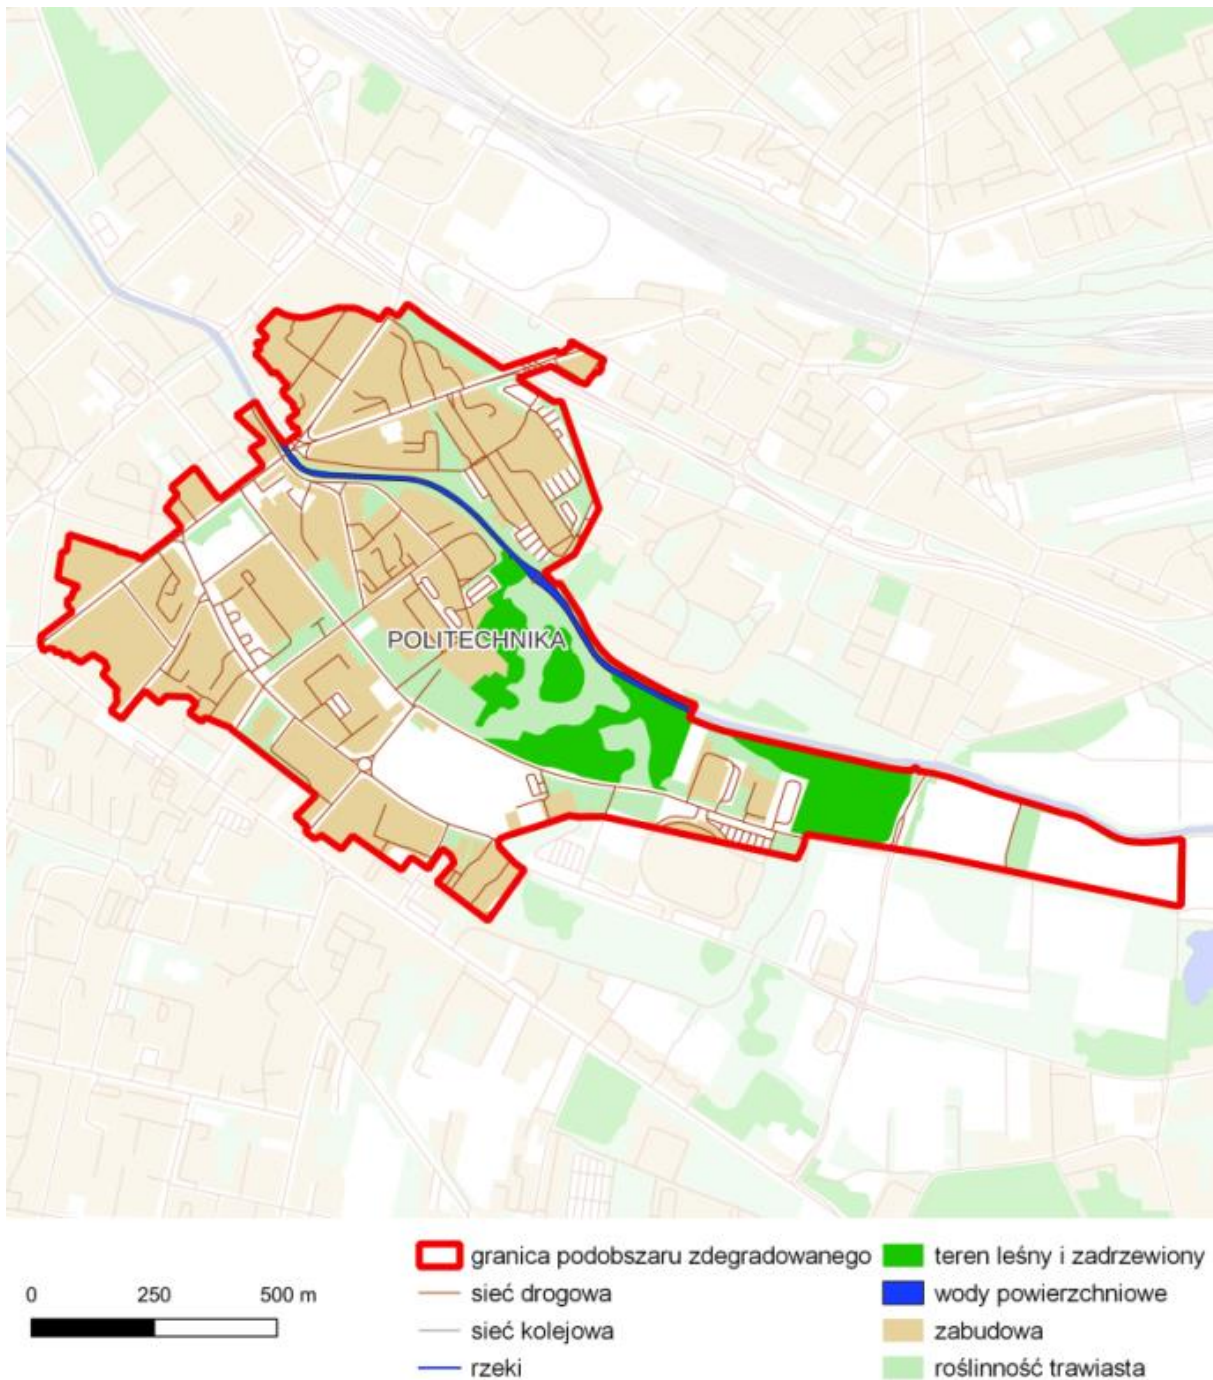 POLITECHNIKA
0 250 500 m
granica podobszaru zdegradowanego
sieć drogowa
sieć kolejowa
rzeki
teren leśny i zadrzewiony
wody powierzchniowe
zabudowa
roślinność trawiasta